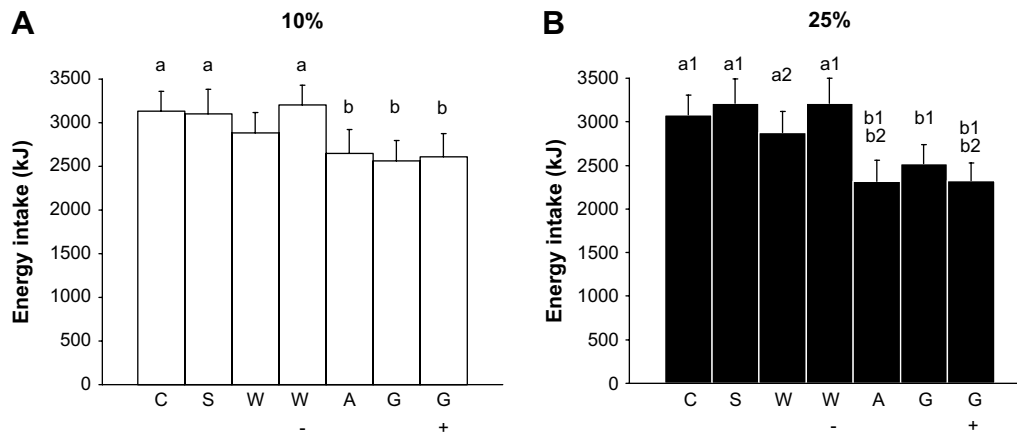 A
10%
Energy intake (kJ)
3500
3000
2500
2000
1500
1000
500
0
a a a b b b
C S W W A G G
- +
B
25%
Energy intake (kJ)
3500
3000
2500
2000
1500
1000
500
0
a1 a1 a2 a1 b1 b1 b1
b2 b2
C S W W A G G
- +